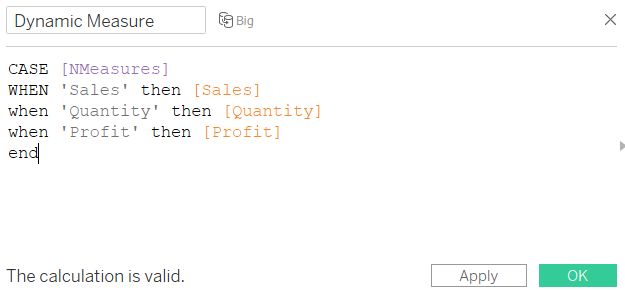 Dynamic Measure Big
CASE [NMeasures]
WHEN 'Sales' then [Sales]
when 'Quantity' then [Quantity]
when 'Profit' then [Profit]
end
The calculation is valid. Apply OK